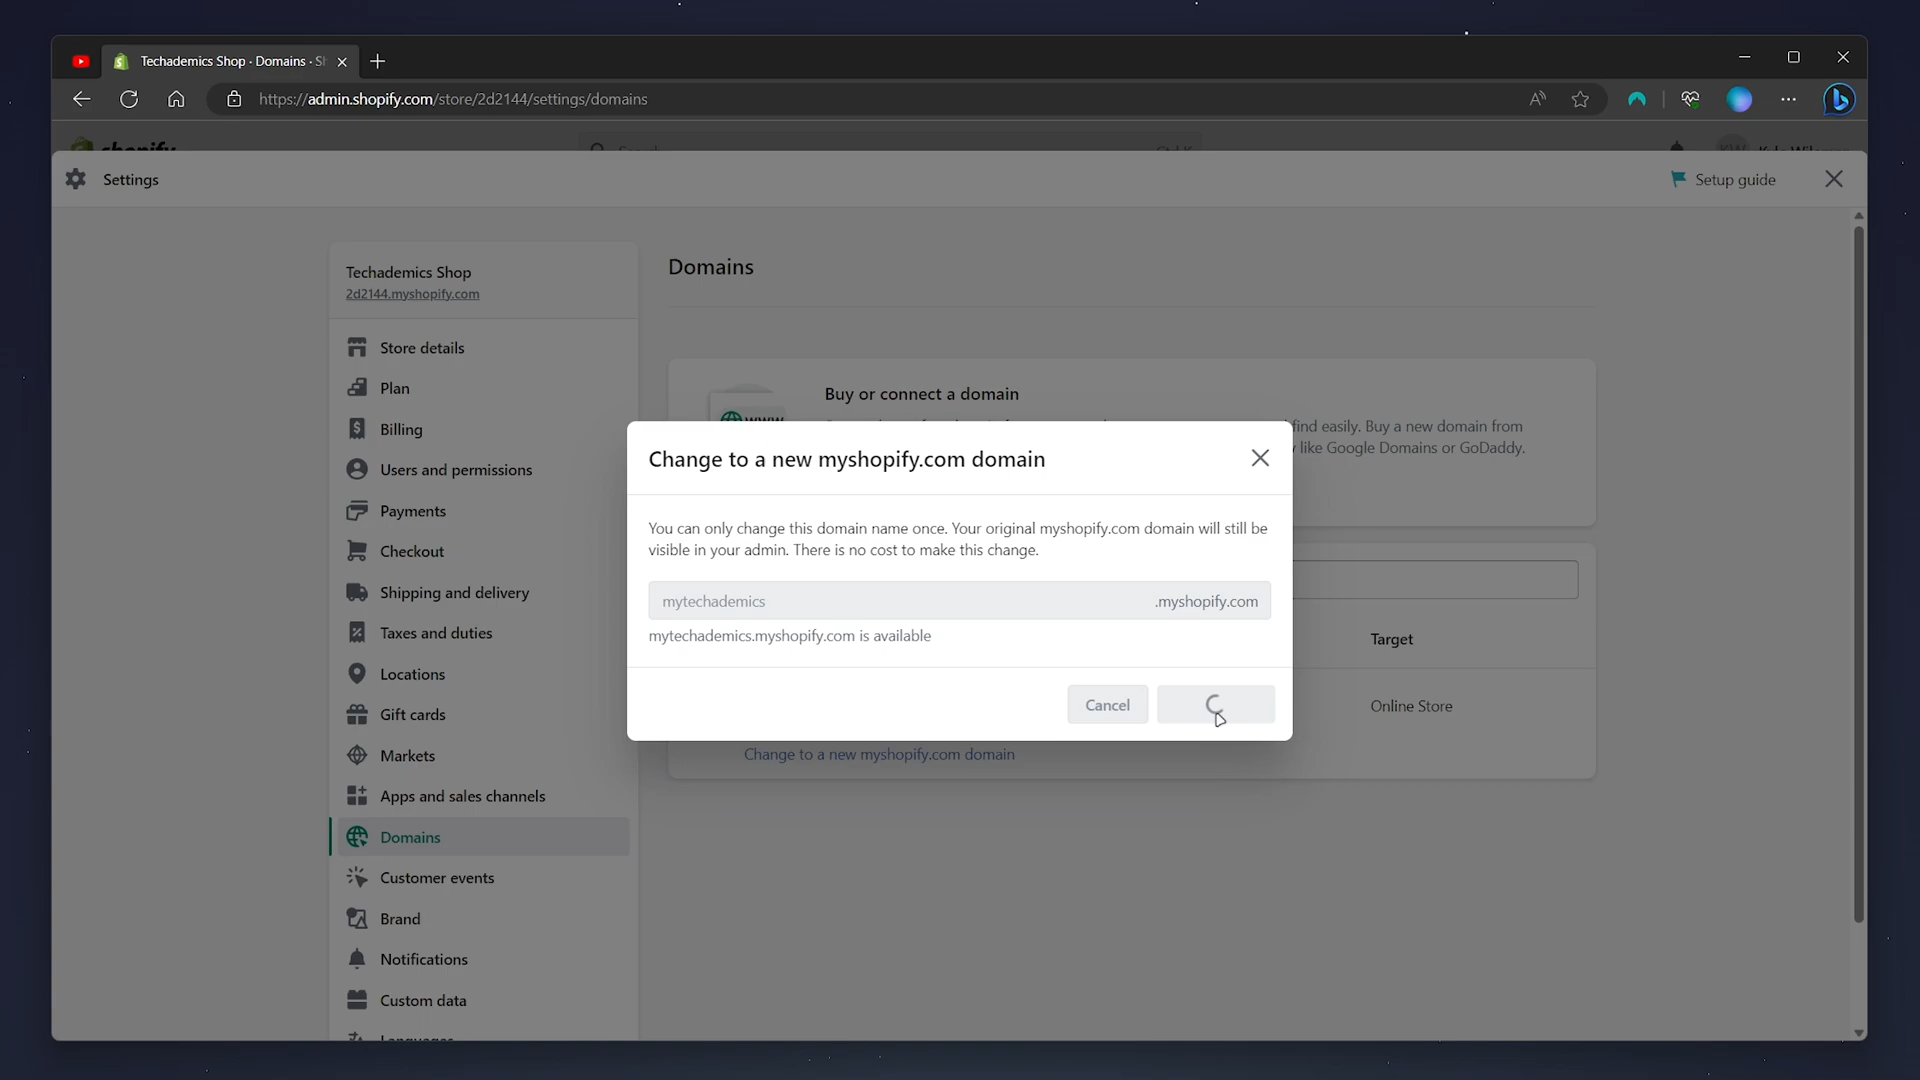 Techademics Shop · Domains · Sh
https://admin.shopify.com/store/2d2144/settings/domains
shopify
Settings
Setup guide
Techademics Shop
2d2144.myshopify.com
Store details
Plan
Billing
Users and permissions
Payments
Checkout
Shipping and delivery
Taxes and duties
Locations
Gift cards
Markets
Apps and sales channels
Domains
Customer events
Brand
Notifications
Custom data
Languages
Domains
Buy or connect a domain
www
find easily. Buy a new domain from
like Google Domains or GoDaddy.
Change to a new myshopify.com domain
You can only change this domain name once. Your original myshopify.com domain will still be
visible in your admin. There is no cost to make this change.
mytechademics .myshopify.com
mytechademics.myshopify.com is available
Cancel
Target
Online Store
Change to a new myshopify.com domain